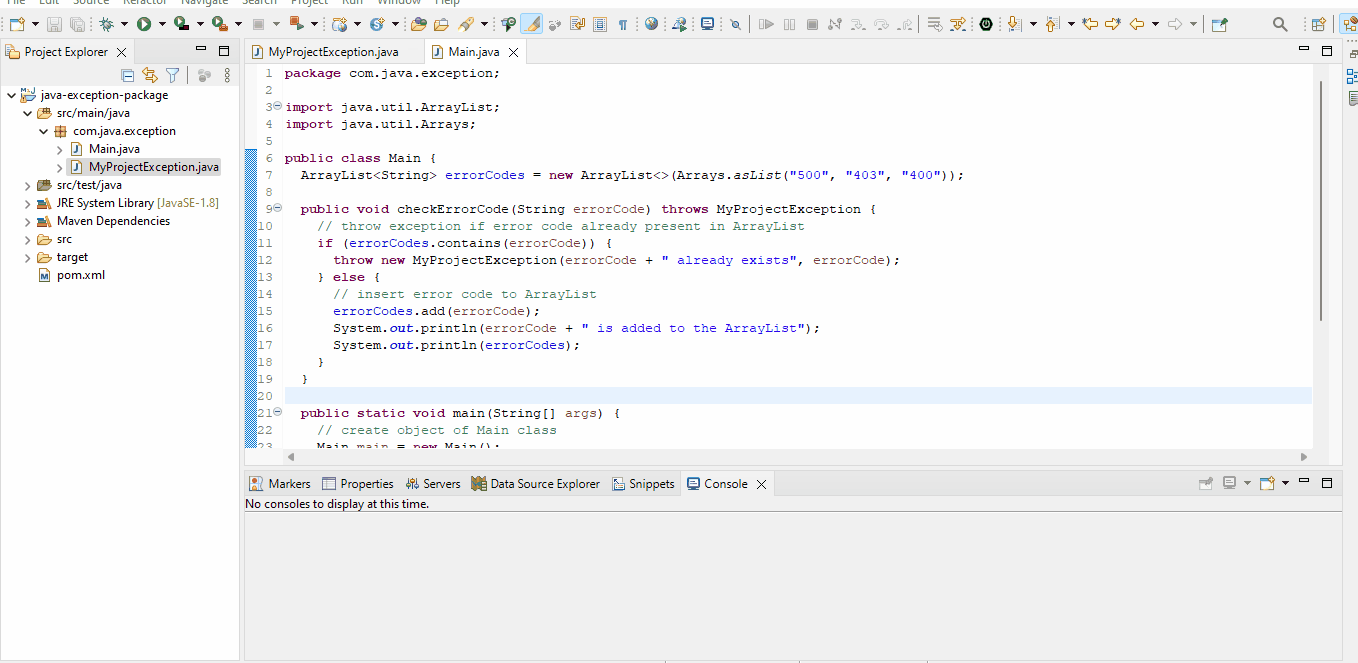 File Edit Source Refactor Navigate Search Project Run Window Help
Project Explorer
MyProjectException.java Main.java
java-exception-package
src/main/java
com.java.exception
Main.java
MyProjectException.java
src/test/java
JRE System Library [JavaSE-1.8]
Maven Dependencies
src
target
pom.xml
1 package com.java.exception;
2
3 import java.util.ArrayList;
4 import java.util.Arrays;
5
6 public class Main {
7 ArrayList<String> errorCodes = new ArrayList<>(Arrays.asList("500", "403", "400"));
8
9 public void checkErrorCode(String errorCode) throws MyProjectException {
10 // throw exception if error code already present in ArrayList
11 if (errorCodes.contains(errorCode)) {
12 throw new MyProjectException(errorCode + " already exists", errorCode);
13 } else {
14 // insert error code to ArrayList
15 errorCodes.add(errorCode);
16 System.out.println(errorCode + " is added to the ArrayList");
17 System.out.println(errorCodes);
18 }
19 }
20
21 public static void main(String[] args) {
22 // create object of Main class
23 Main main = new Main();
Markers Properties Servers Data Source Explorer Snippets Console
No consoles to display at this time.